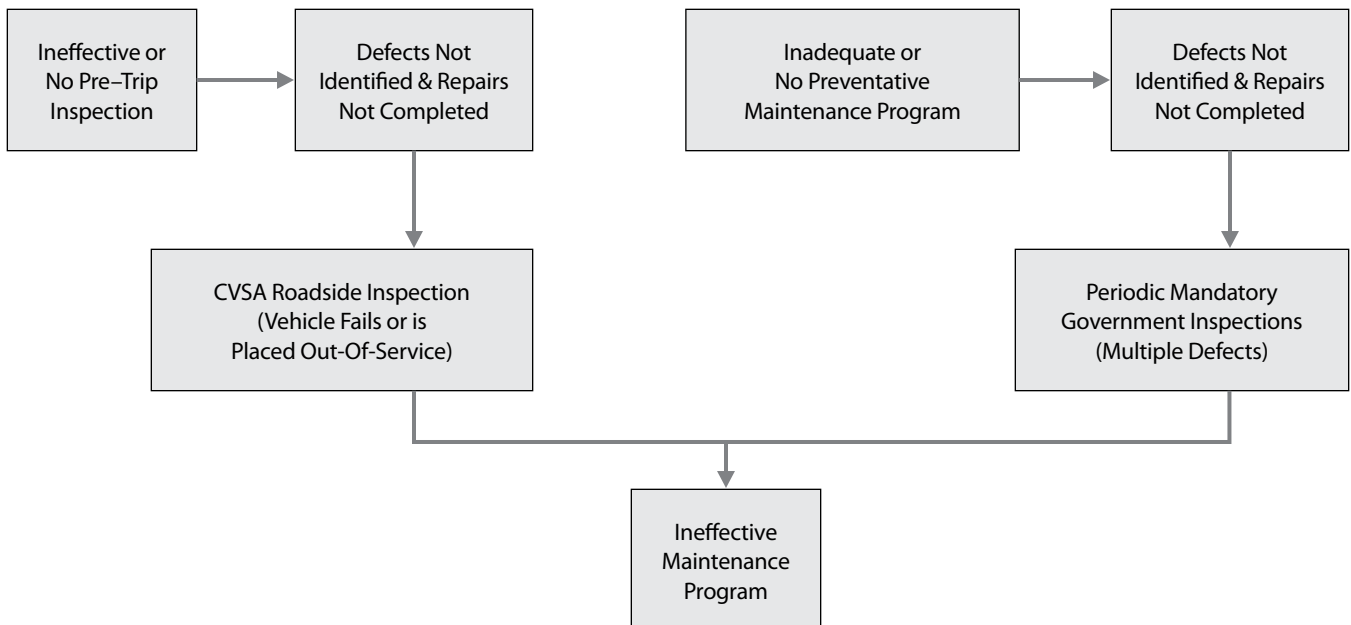 Ineffective or
No Pre–Trip
Inspection
Defects Not
Identified & Repairs
Not Completed
Inadequate or
No Preventative
Maintenance Program
Defects Not
Identified & Repairs
Not Completed
CVSA Roadside Inspection
(Vehicle Fails or is
Placed Out-Of-Service)
Periodic Mandatory
Government Inspections
(Multiple Defects)
Ineffective
Maintenance
Program